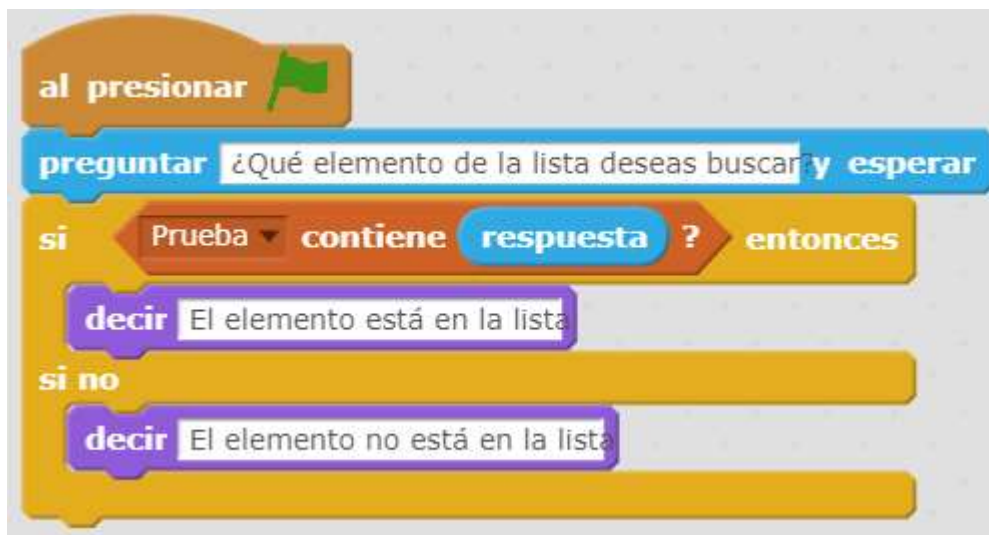 al presionar
preguntar ¿Qué elemento de la lista deseas buscar? y esperar
si Prueba contiene respuesta ? entonces
decir El elemento está en la lista
si no
decir El elemento no está en la lista